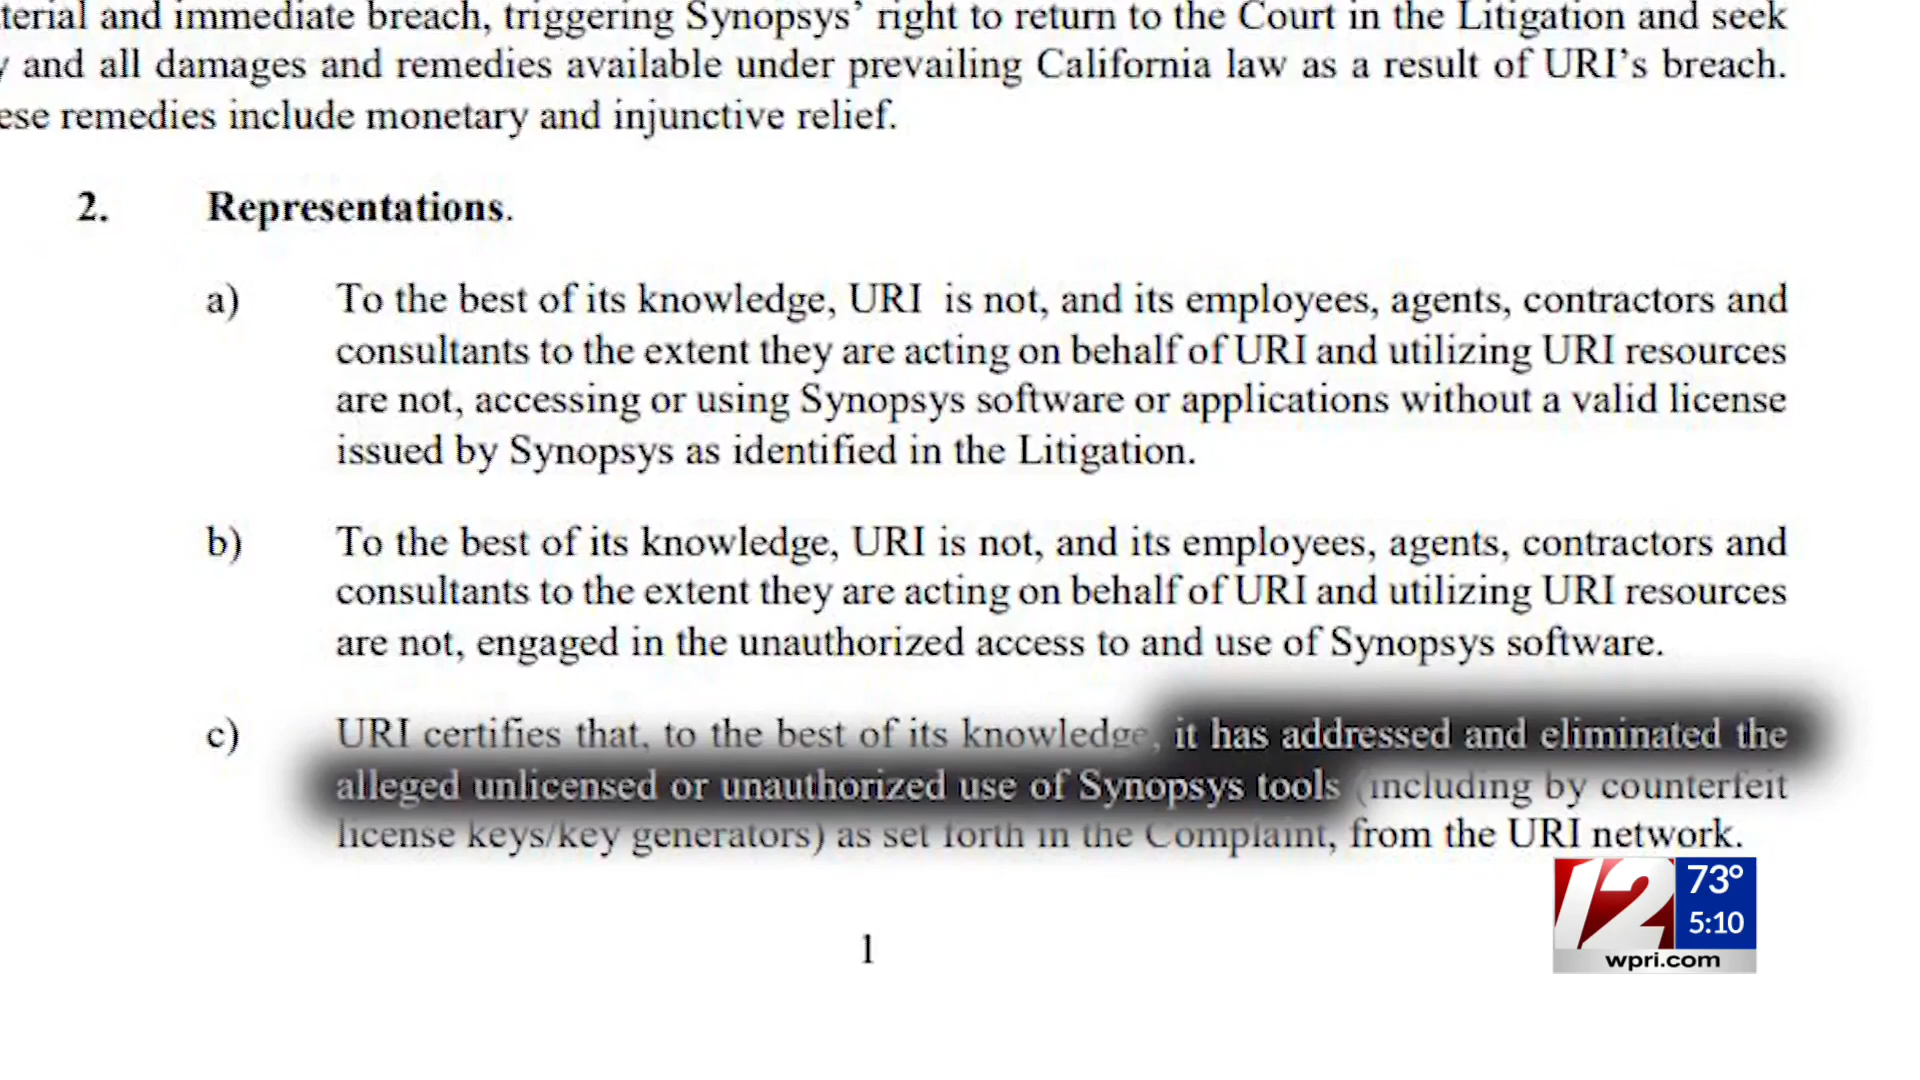 terial and immediate breach, triggering Synopsys’ right to return to the Court in the Litigation and seek
y and all damages and remedies available under prevailing California law as a result of URI’s breach.
ese remedies include monetary and injunctive relief.
2. Representations.
a) To the best of its knowledge, URI is not, and its employees, agents, contractors and
consultants to the extent they are acting on behalf of URI and utilizing URI resources
are not, accessing or using Synopsys software or applications without a valid license
issued by Synopsys as identified in the Litigation.
b) To the best of its knowledge, URI is not, and its employees, agents, contractors and
consultants to the extent they are acting on behalf of URI and utilizing URI resources
are not, engaged in the unauthorized access to and use of Synopsys software.
c) URI certifies that, to the best of its knowledge, it has addressed and eliminated the
alleged unlicensed or unauthorized use of Synopsys tools (including by counterfeit
license keys/key generators) as set forth in the Complaint, from the URI network.
1
12
73°
5:10
wpri.com